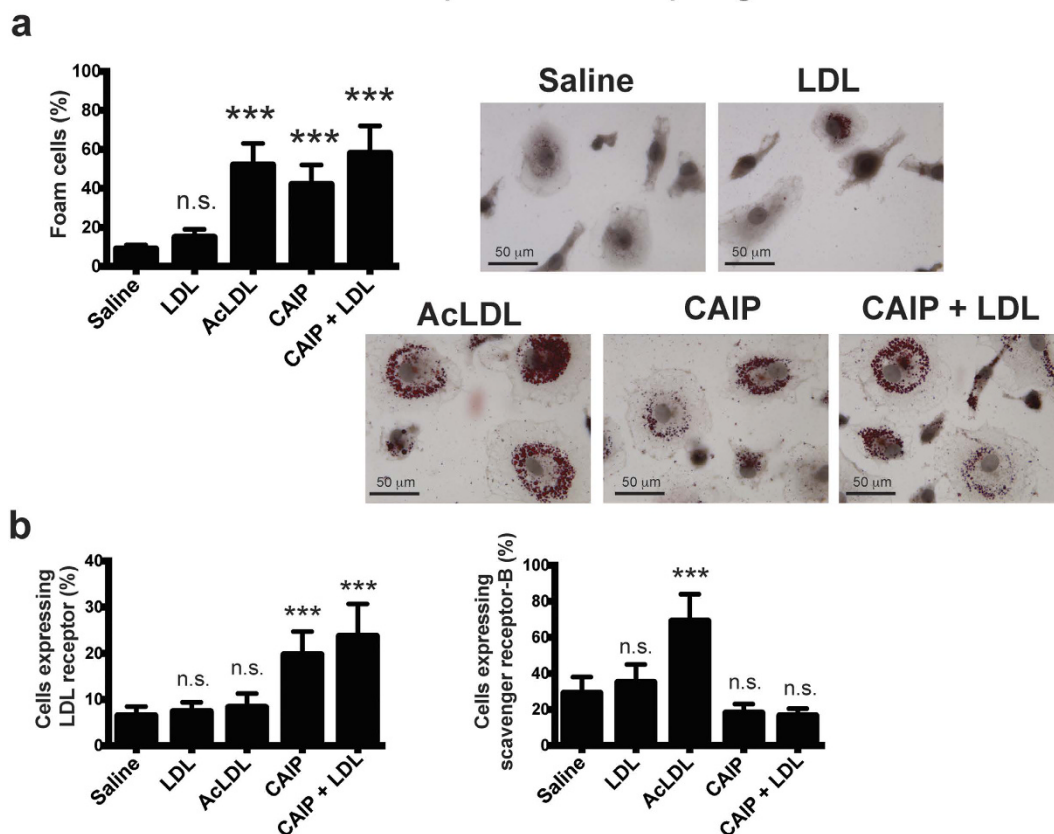 a
Foam cells (%)
100
80
60
40
20
0
n.s.
***
***
***
Saline
LDL
AcLDL
CAIP
CAIP + LDL
Saline
50 µm
LDL
50 µm
AcLDL
50 µm
CAIP
50 µm
CAIP + LDL
50 µm
b
Cells expressing
LDL receptor (%)
40
30
20
10
0
n.s.
n.s.
***
***
Saline
LDL
AcLDL
CAIP
CAIP + LDL
Cells expressing
scavenger receptor-B (%)
100
80
60
40
20
0
n.s.
***
n.s.
n.s.
Saline
LDL
AcLDL
CAIP
CAIP + LDL